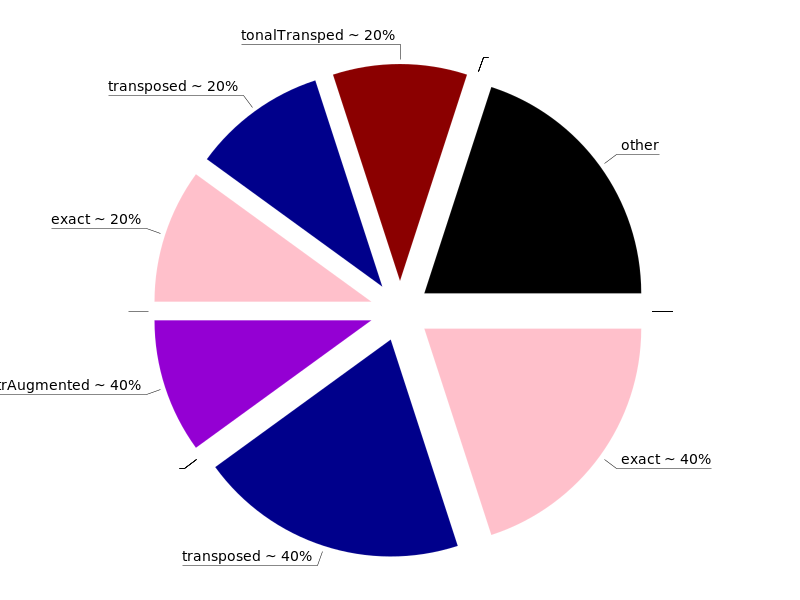 tonalTransped ~ 20%
transposed ~ 20%
other
exact ~ 20%
trAugmented ~ 40%
exact ~ 40%
transposed ~ 40%